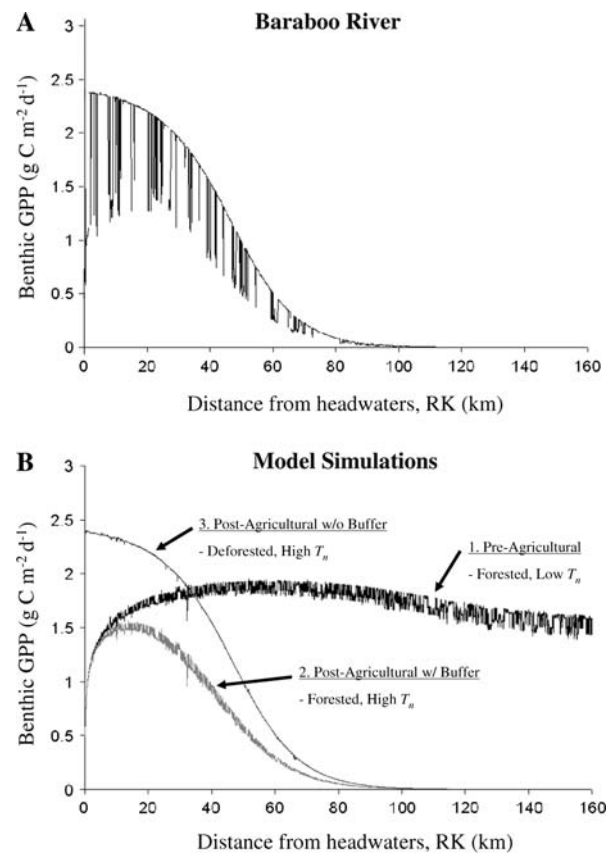 A
Baraboo River
3
2.5
2
1.5
1
0.5
0
Benthic GPP (g C m⁻² d⁻¹)
0 20 40 60 80 100 120 140 160
Distance from headwaters, RK (km)
B
Model Simulations
3
2.5
2
1.5
1
0.5
0
Benthic GPP (g C m⁻² d⁻¹)
3. Post-Agricultural w/o Buffer
- Deforested, High Tₙ
1. Pre-Agricultural
- Forested, Low Tₙ
2. Post-Agricultural w/ Buffer
- Forested, High Tₙ
0 20 40 60 80 100 120 140 160
Distance from headwaters, RK (km)